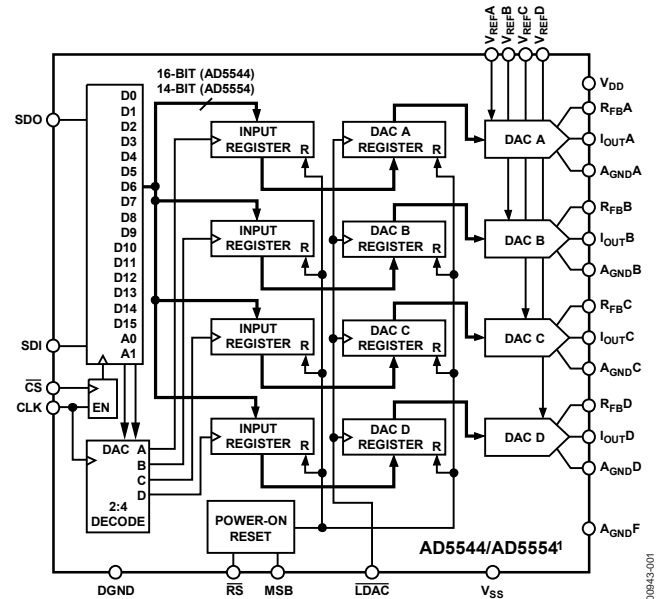 VREFA
VREFB
VREFC
VREFD
16-BIT (AD5544)
14-BIT (AD5554)
VDD
SDO
D0
D1
D2
D3
D4
D5
D6
D7
D8
D9
D10
D11
D12
D13
D14
D15
A0
A1
SDI
CS
CLK
EN
DAC A
B
C
D
2:4
DECODE
INPUT
REGISTER R
DAC A
REGISTER R
DAC A
RFBA
IOUTA
AGNDA
INPUT
REGISTER R
DAC B
REGISTER R
DAC B
RFBB
IOUTB
AGNDB
INPUT
REGISTER R
DAC C
REGISTER R
DAC C
RFBC
IOUTC
AGNDC
INPUT
REGISTER R
DAC D
REGISTER R
DAC D
RFBD
IOUTD
AGNDD
POWER-ON
RESET
AD5544/AD5554¹
AGNDF
DGND
RS
MSB
LDAC
VSS
00943-001